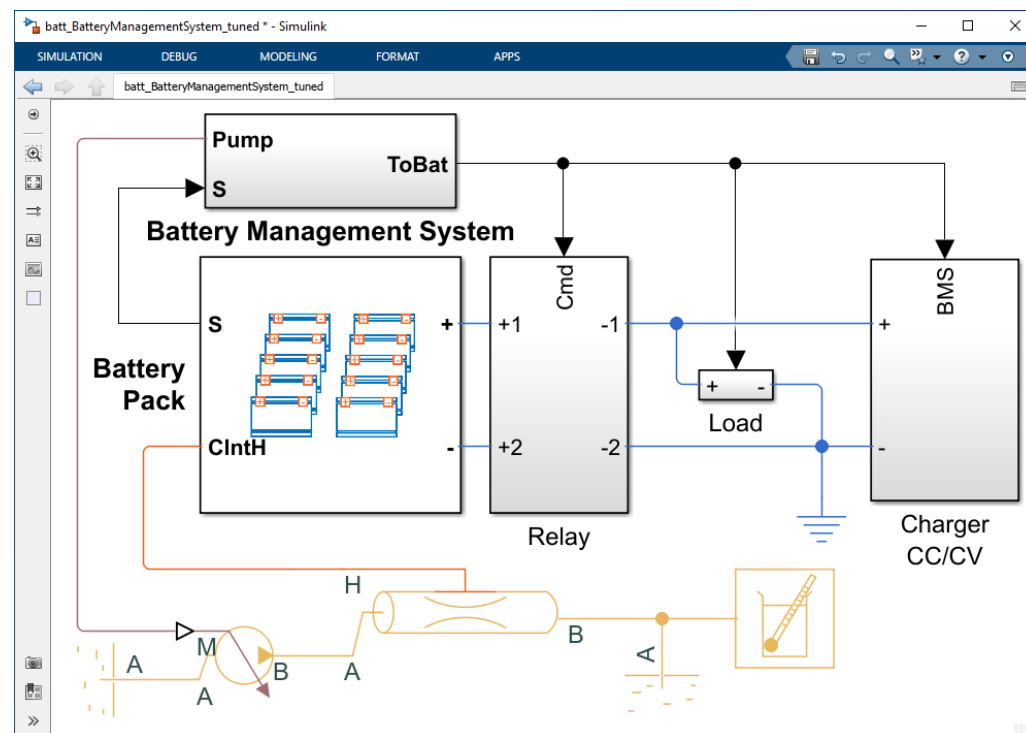 batt_BatteryManagementSystem_tuned * - Simulink
SIMULATION DEBUG MODELING FORMAT APPS
batt_BatteryManagementSystem_tuned
Pump
ToBat
S
Battery Management System
Cmd
BMS
S
+
+1
-1
+
Battery
Pack
+ -
Load
ClntH
-
+2
-2
-
Relay
Charger
CC/CV
H
B
A
M
A
B
A
A